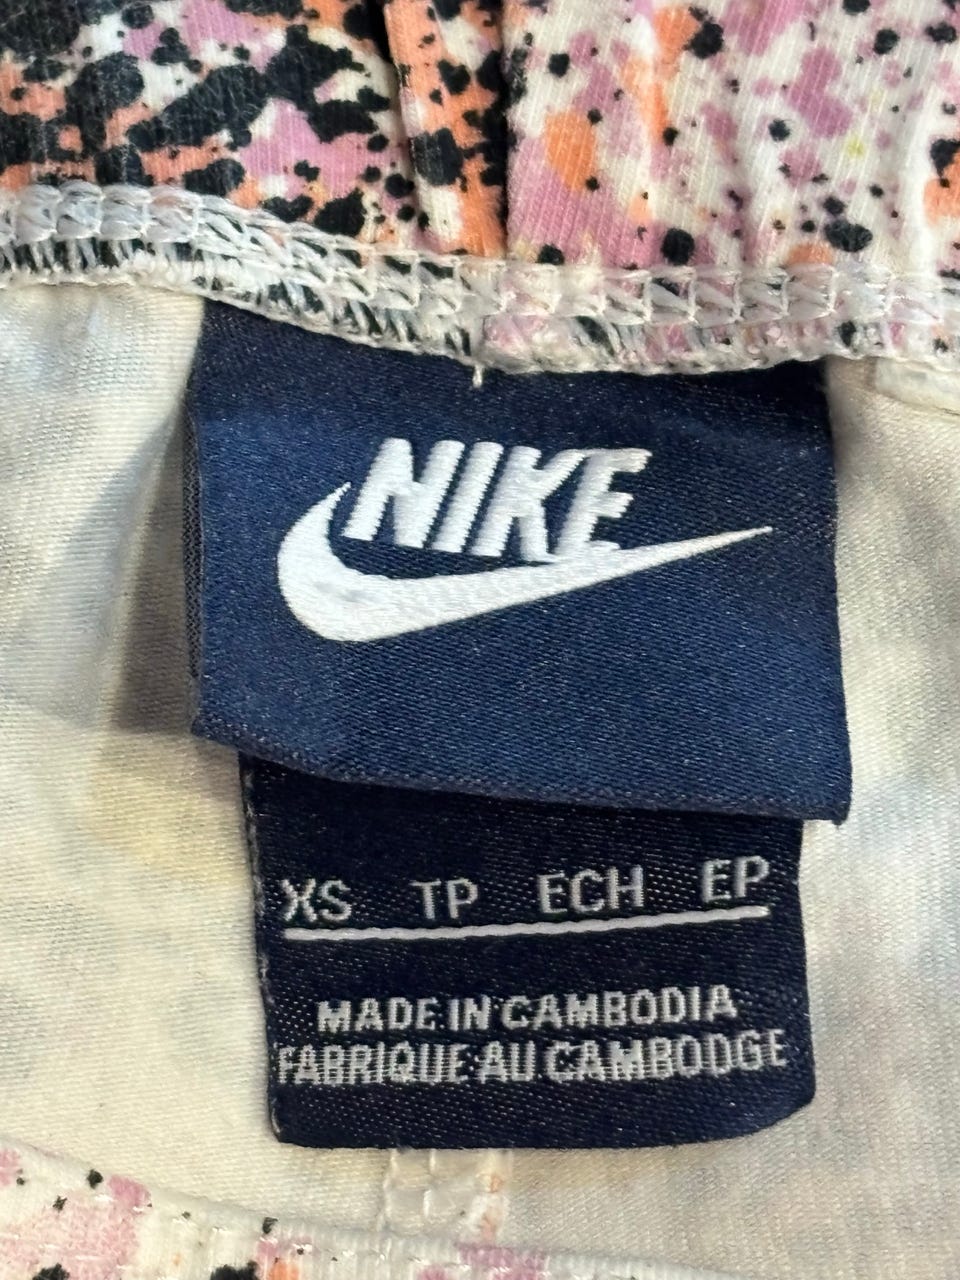 NIKE
XS TP ECH EP
MADE IN CAMBODIA
FABRIQUE AU CAMBODGE